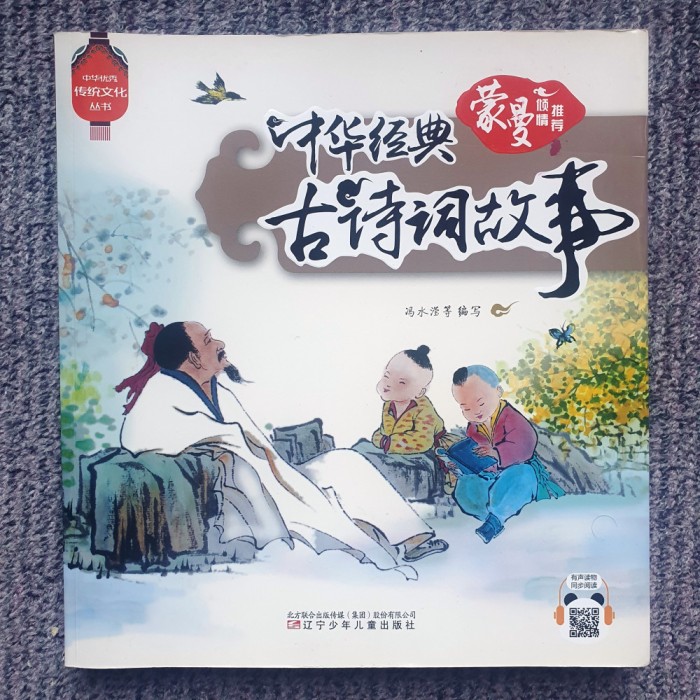 中华优秀
传统文化
丛书
蒙曼
倾情
推荐
中华经典
古诗词故事
冯水滢等 编写
有声读物
同步阅读
北方联合出版传媒（集团）股份有限公司
辽宁少年儿童出版社